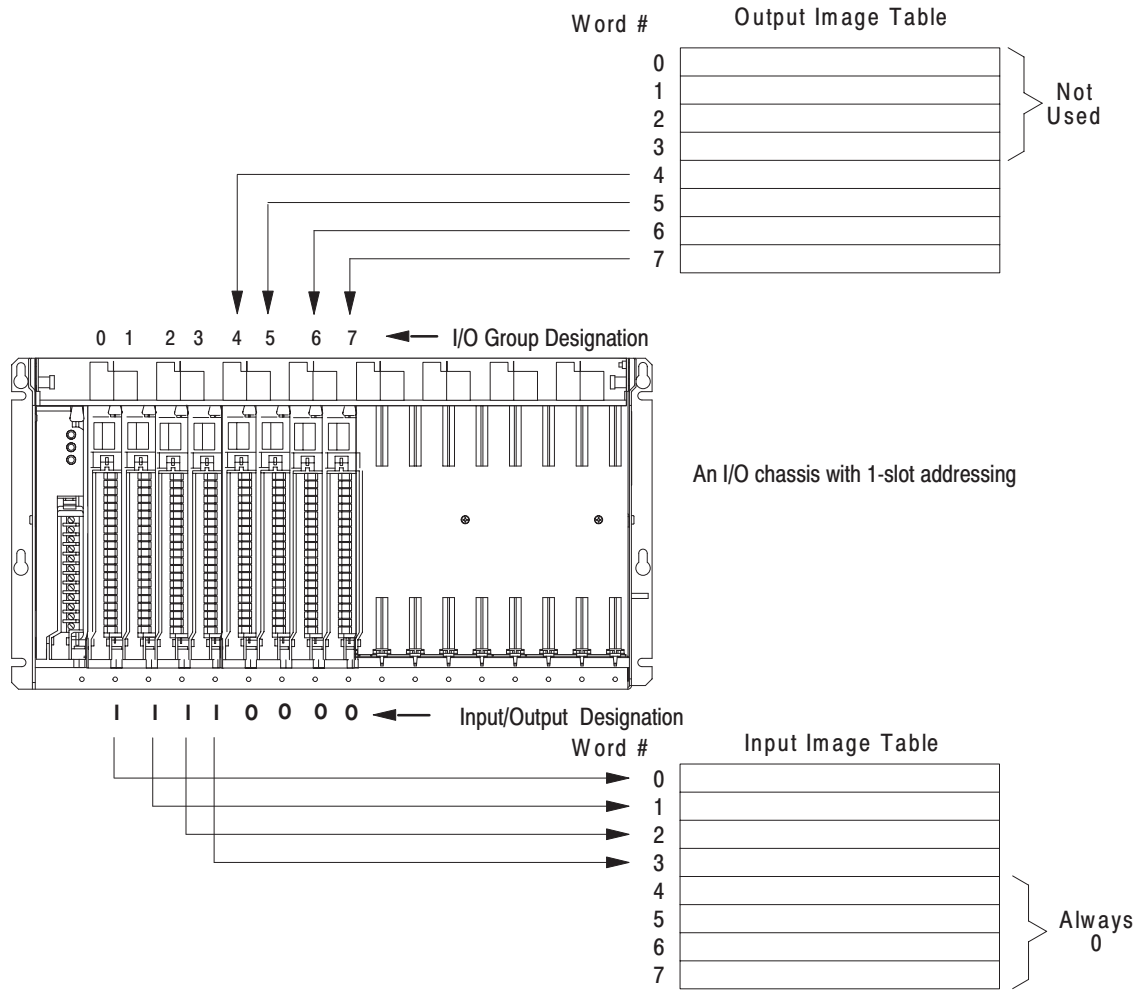 Word # Output Image Table
0
1
2
3
Not
Used
4
5
6
7
0 1 2 3 4 5 6 7 I/O Group Designation
An I/O chassis with 1-slot addressing
I I I I O O O O Input/Output Designation
Word # Input Image Table
0
1
2
3
4
5
6
7
Always
0